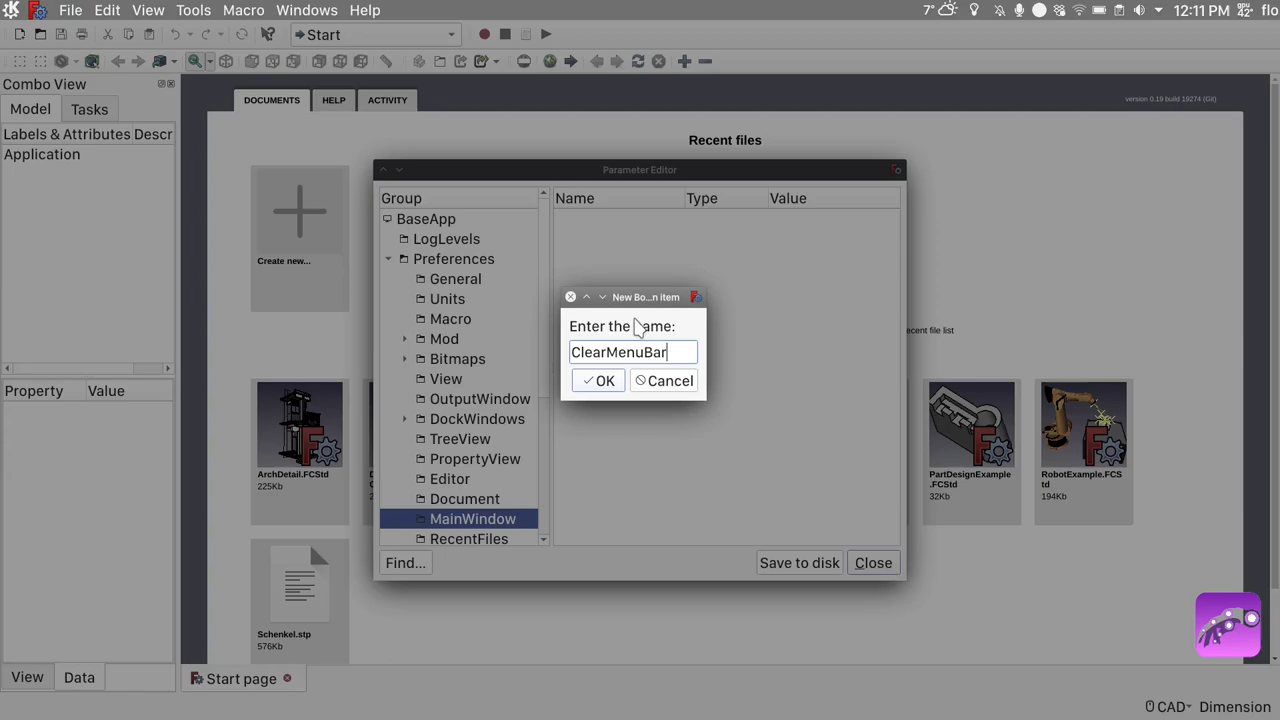 File Edit View Tools Macro Windows Help 7° 12:11 PM GPU 42° flo
Start
Combo View
Model Tasks
Labels & Attributes Descr
Application
Property Value
View Data
DOCUMENTS HELP ACTIVITY
version 0.19 build 19274 (Git)
Recent files
Create new...
ecent file list
ArchDetail.FCStd
225Kb
PartDesignExample
.FCStd
32Kb
RobotExample.FCS
td
194Kb
Schenkel.stp
576Kb
Parameter Editor
Group
Name Type Value
BaseApp
LogLevels
Preferences
General
Units
Macro
Mod
Bitmaps
View
OutputWindow
DockWindows
TreeView
PropertyView
Editor
Document
MainWindow
RecentFiles
Find... Save to disk Close
New Bo...n item
Enter the name:
ClearMenuBar
OK Cancel
Start page
CAD Dimension